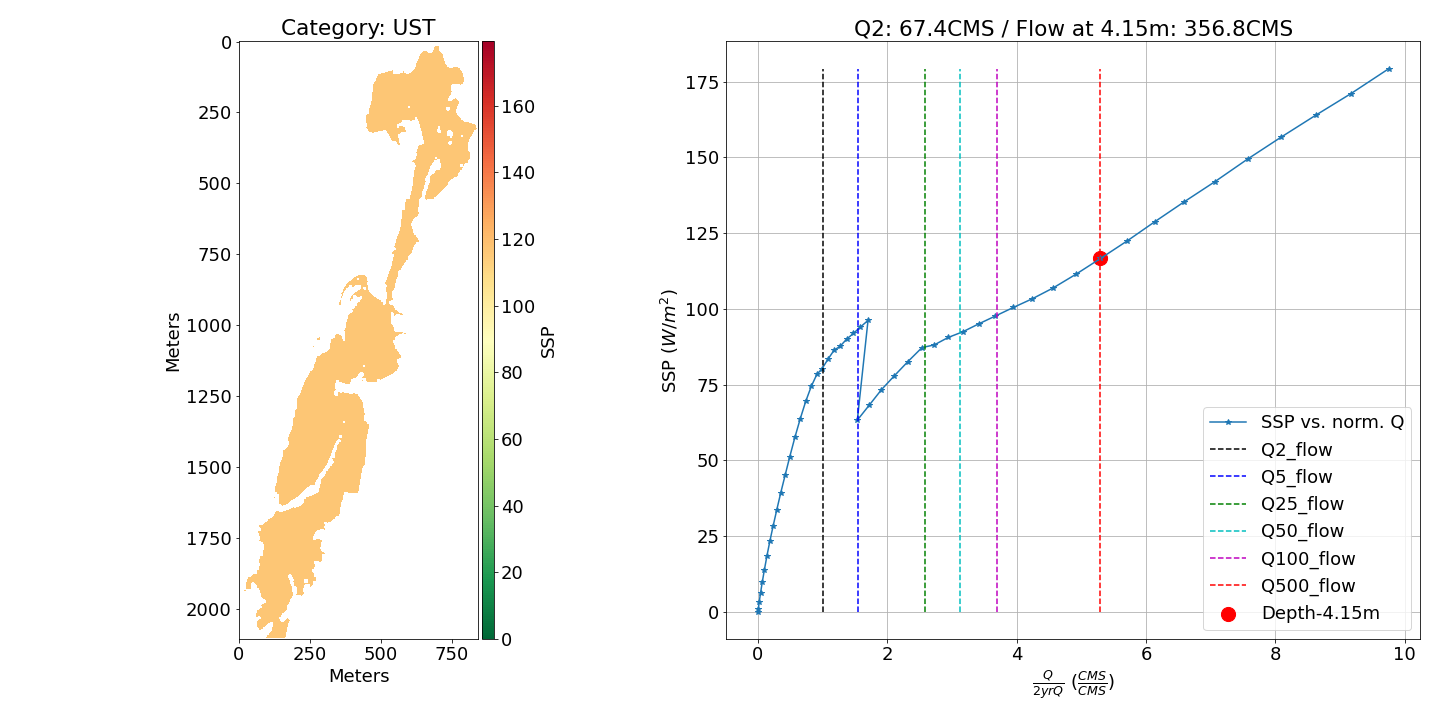 Category: UST
0
250
500
750
1000
1250
1500
1750
2000
Meters
0
250
500
750
Meters
160
140
120
100
80
60
40
20
0
SSP
Q2: 67.4CMS / Flow at 4.15m: 356.8CMS
175
150
125
100
75
50
25
0
SSP (W/m²)
0
2
4
6
8
10
Q/2yrQ (CMS/CMS)
SSP vs. norm. Q
Q2_flow
Q5_flow
Q25_flow
Q50_flow
Q100_flow
Q500_flow
Depth-4.15m